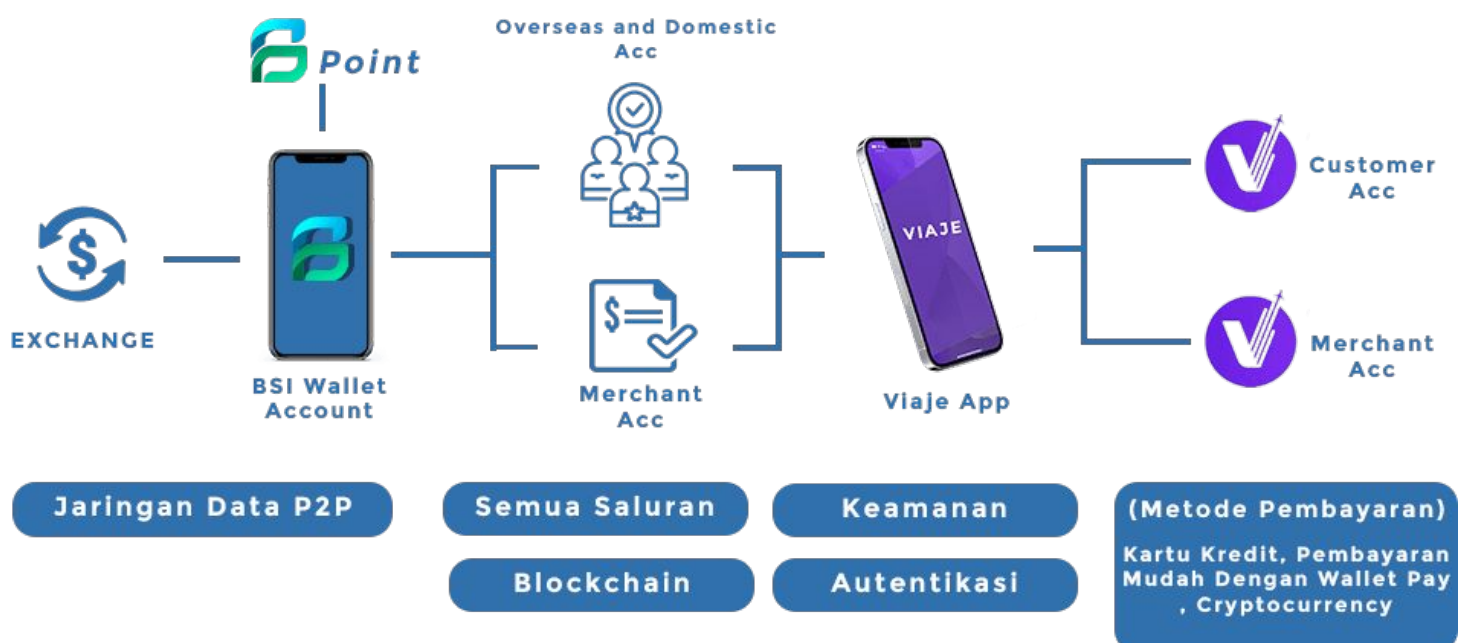 Point
Overseas and Domestic
Acc
EXCHANGE
BSI Wallet
Account
Merchant
Acc
VIAJE
Viaje App
Customer
Acc
Merchant
Acc
Jaringan Data P2P
Semua Saluran
Keamanan
Blockchain
Autentikasi
(Metode Pembayaran)
Kartu Kredit, Pembayaran
Mudah Dengan Wallet Pay
, Cryptocurrency